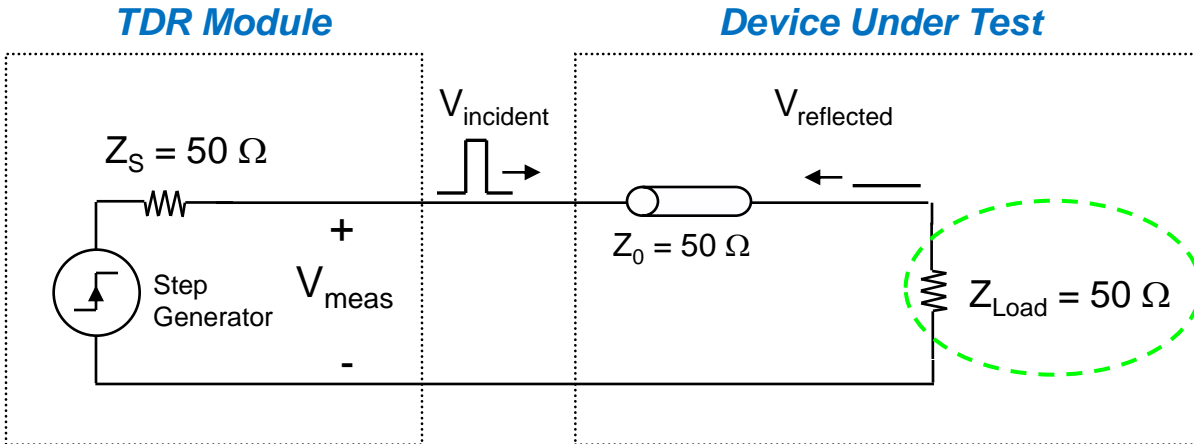 TDR Module
Device Under Test
V_incident
V_reflected
Z_S = 50 Ω
+
Z_0 = 50 Ω
Step
Generator
V_meas
Z_Load = 50 Ω
-